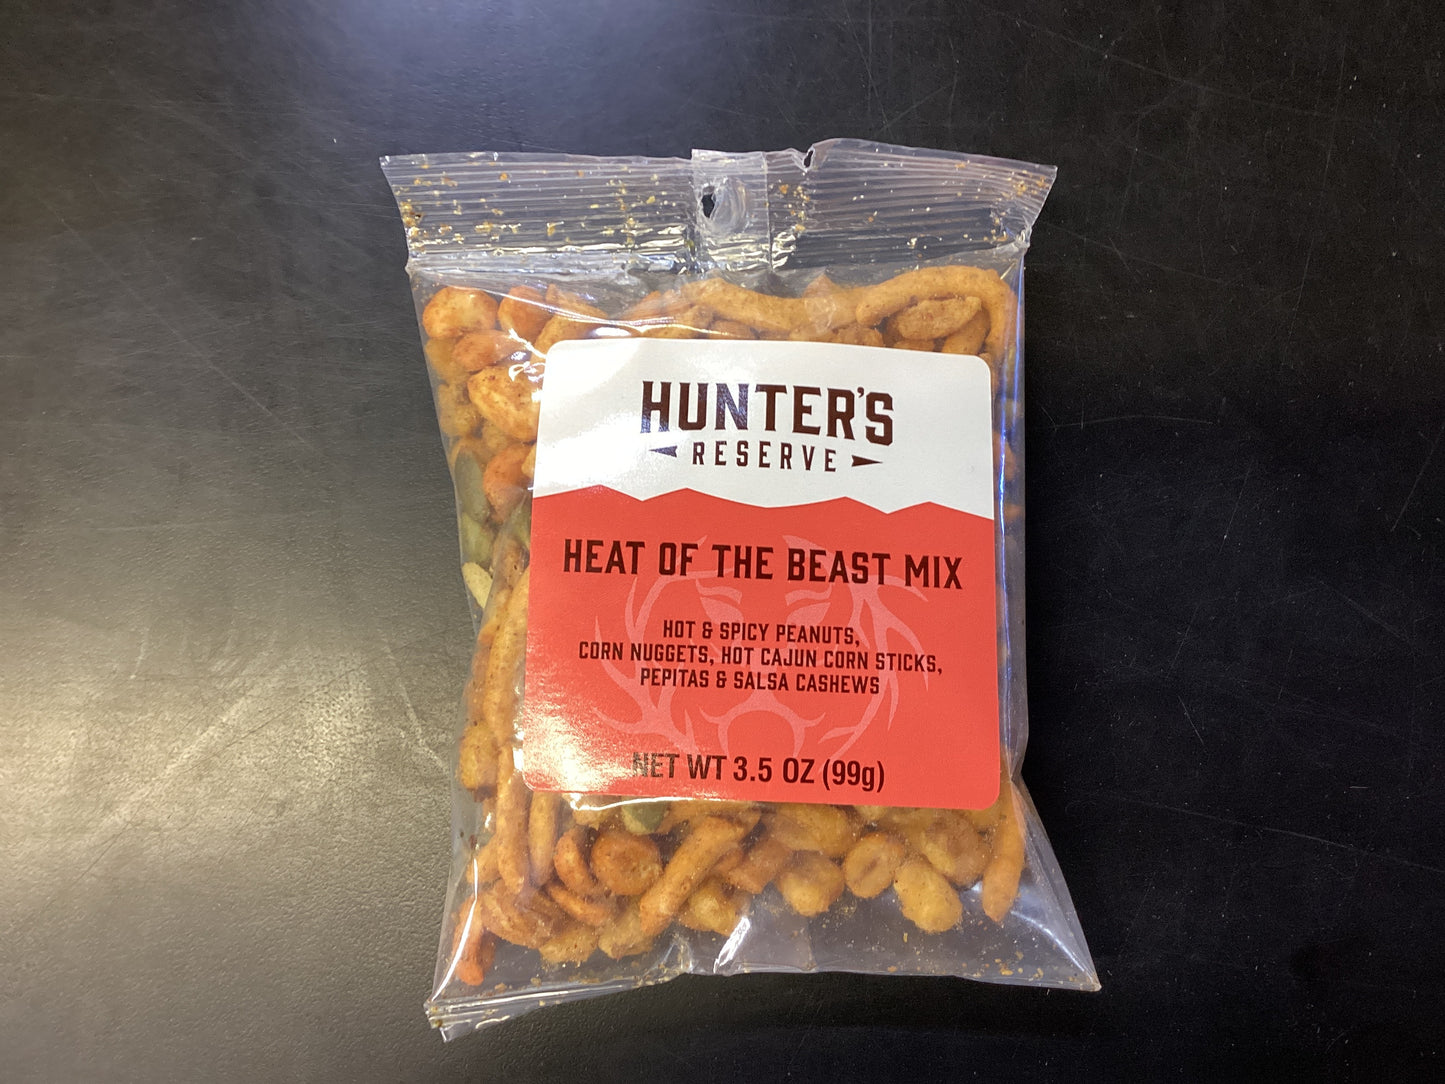 HUNTER'S
RESERVE
HEAT OF THE BEAST MIX
HOT & SPICY PEANUTS,
CORN NUGGETS, HOT CAJUN CORN STICKS,
PEPITAS & SALSA CASHEWS
NET WT 3.5 OZ (99g)